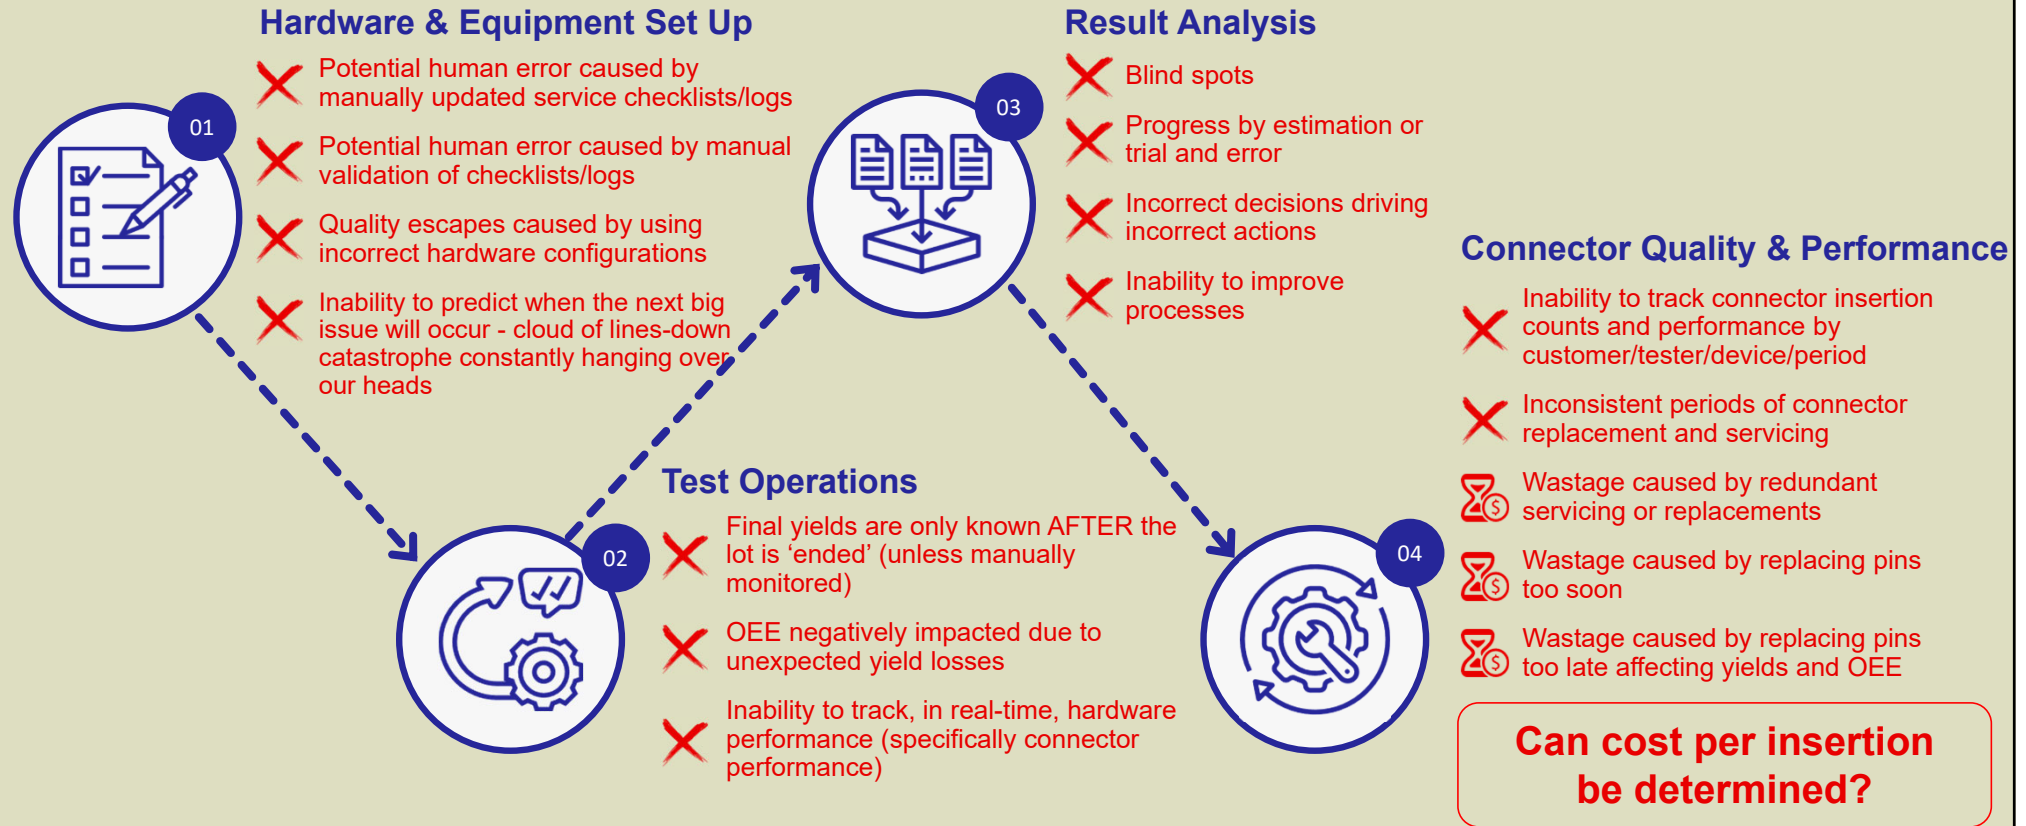 Hardware & Equipment Set Up
01
Potential human error caused by
manually updated service checklists/logs
Potential human error caused by manual
validation of checklists/logs
Quality escapes caused by using
incorrect hardware configurations
Inability to predict when the next big
issue will occur - cloud of lines-down
catastrophe constantly hanging over
our heads
02
Test Operations
Final yields are only known AFTER the
lot is ‘ended’ (unless manually
monitored)
OEE negatively impacted due to
unexpected yield losses
Inability to track, in real-time, hardware
performance (specifically connector
performance)
03
Result Analysis
Blind spots
Progress by estimation or
trial and error
Incorrect decisions driving
incorrect actions
Inability to improve
processes
04
Connector Quality & Performance
Inability to track connector insertion
counts and performance by
customer/tester/device/period
Inconsistent periods of connector
replacement and servicing
$
Wastage caused by redundant
servicing or replacements
$
Wastage caused by replacing pins
too soon
$
Wastage caused by replacing pins
too late affecting yields and OEE
Can cost per insertion
be determined?